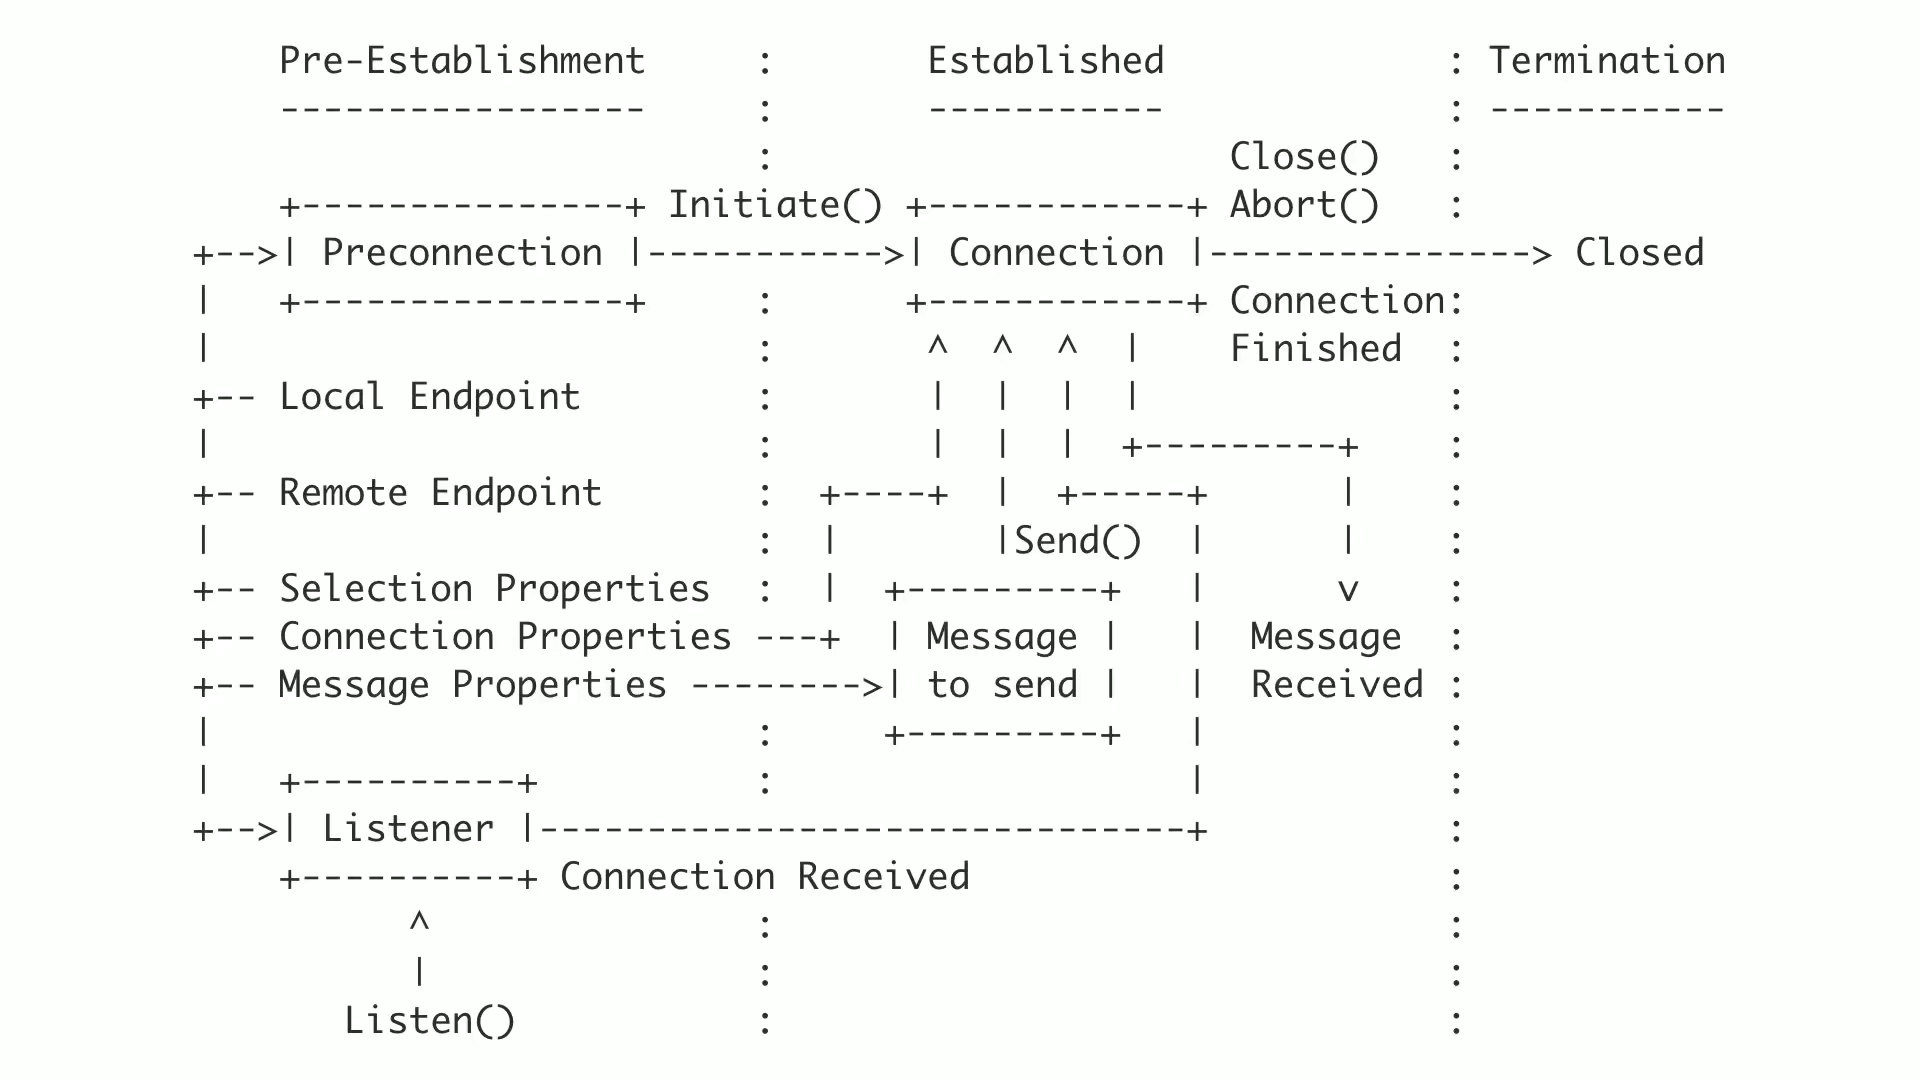 Pre-Establishment     :       Established             : Termination
    -----------------     :       -----------             : -----------
                          :                     Close()   :
    +---------------+ Initiate() +------------+ Abort()   :
+-->| Preconnection |----------->| Connection |---------------> Closed
|   +---------------+     :      +------------+ Connection:
|                         :       ^  ^  ^  |    Finished  :
+-- Local Endpoint        :       |  |  |  |              :
|                         :       |  |  |  +---------+    :
+-- Remote Endpoint       :  +----+  |  +-----+      |    :
|                         :  |       |Send()  |      |    :
+-- Selection Properties  :  |  +---------+   |      v    :
+-- Connection Properties ---+  | Message |   |  Message  :
+-- Message Properties -------->| to send |   |  Received :
|                         :     +---------+   |           :
|   +----------+          :                   |           :
+-->| Listener |------------------------------+           :
    +----------+ Connection Received                      :
          ^               :                               :
          |               :                               :
       Listen()           :                               :